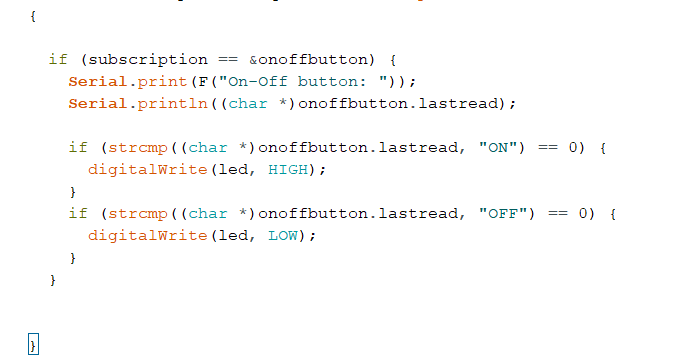 {
if (subscription == &onoffbutton) {
Serial.print(F("On-Off button: "));
Serial.println((char *)onoffbutton.lastread);
if (strcmp((char *)onoffbutton.lastread, "ON") == 0) {
digitalWrite(led, HIGH);
}
if (strcmp((char *)onoffbutton.lastread, "OFF") == 0) {
digitalWrite(led, LOW);
}
}
}